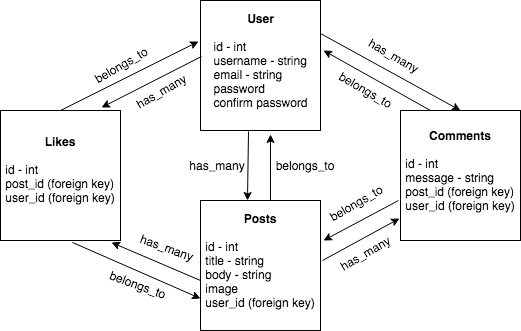 User
id - int
username - string
email - string
password
confirm password
belongs_to
has_many
has_many
belongs_to
Likes
id - int
post_id (foreign key)
user_id (foreign key)
Comments
id - int
message - string
post_id (foreign key)
user_id (foreign key)
has_many
belongs_to
Posts
id - int
title - string
body - string
image
user_id (foreign key)
has_many
belongs_to
belongs_to
has_many